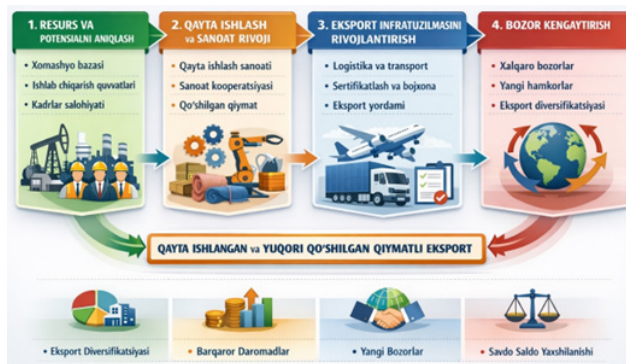 1. RESURS VA
POTENSIALNI ANIQLASH
• Xomashyo bazasi
• Ishlab chiqarish quvvatlari
• Kadrlar salohiyati
2. QAYTA ISHLASH
va SANOAT RIVOJI
• Qayta ishlash sanoati
• Sanoat kooperatsiyasi
• Qo'shilgan qiymat
3. EKSPORT INFRATUZILMASINI
RIVOJLANTIRISH
• Logistika va transport
• Sertifikatlash va bojxona
• Eksport yordami
4. BOZOR KENGAYTIRISH
• Xalqaro bozorlar
• Yangi hamkorlar
• Eksport diversifikatsiyasi
QAYTA ISHLANGAN va YUQORI QO'SHILGAN QIYMATLI EKSPORT
• Eksport Diversifikatsiyasi
• Barqaror Daromadlar
• Yangi Bozorlar
• Savdo Saldo Yaxshilanishi